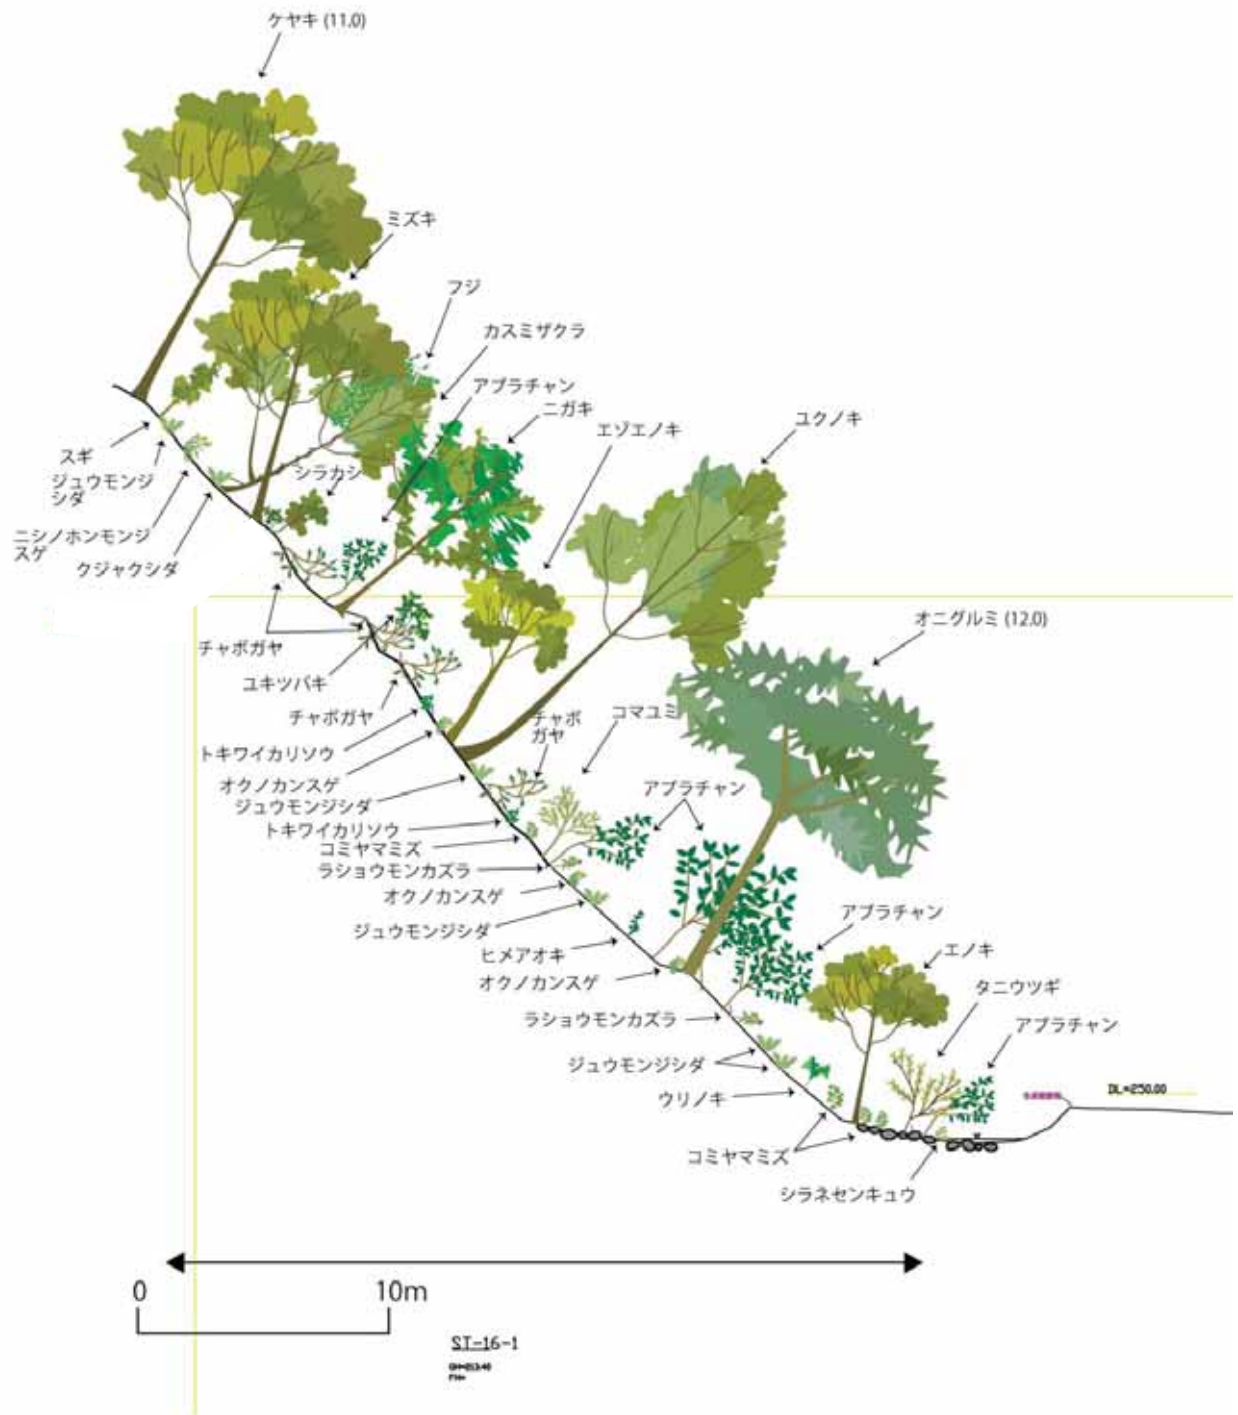 ケヤキ (11.0)
ミズキ
フジ
カスミザクラ
アブラチャン
ニガキ
エゾエノキ
ユクノキ
スギ
ジュウモンジ
シダ
シラカシ
ニシノホンモンジ
スゲ
クジャクシダ
オニグルミ (12.0)
チャボガヤ
ユキツバキ
チャボガヤ
チャボ
ガヤ
コマユミ
トキワイカリソウ
オクノカンスゲ
ジュウモンジシダ
アブラチャン
トキワイカリソウ
コミヤマミズ
ラショウモンカズラ
オクノカンスゲ
ジュウモンジシダ
アブラチャン
ヒメアオキ
エノキ
オクノカンスゲ
タニウツギ
ラショウモンカズラ
アブラチャン
ジュウモンジシダ
ウリノキ
DL=250.00
コミヤマミズ
シラネセンキュウ
0
10m
ST-16-1